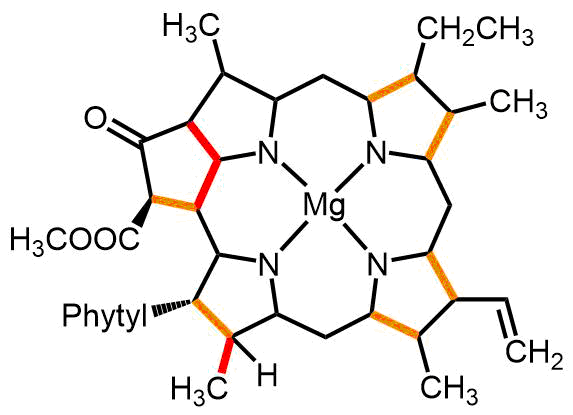 H₃C
CH₂CH₃
O
CH₃
N
N
Mg
H₃COOC
N
N
Phytyl
H
H₃C
CH₃
CH₂